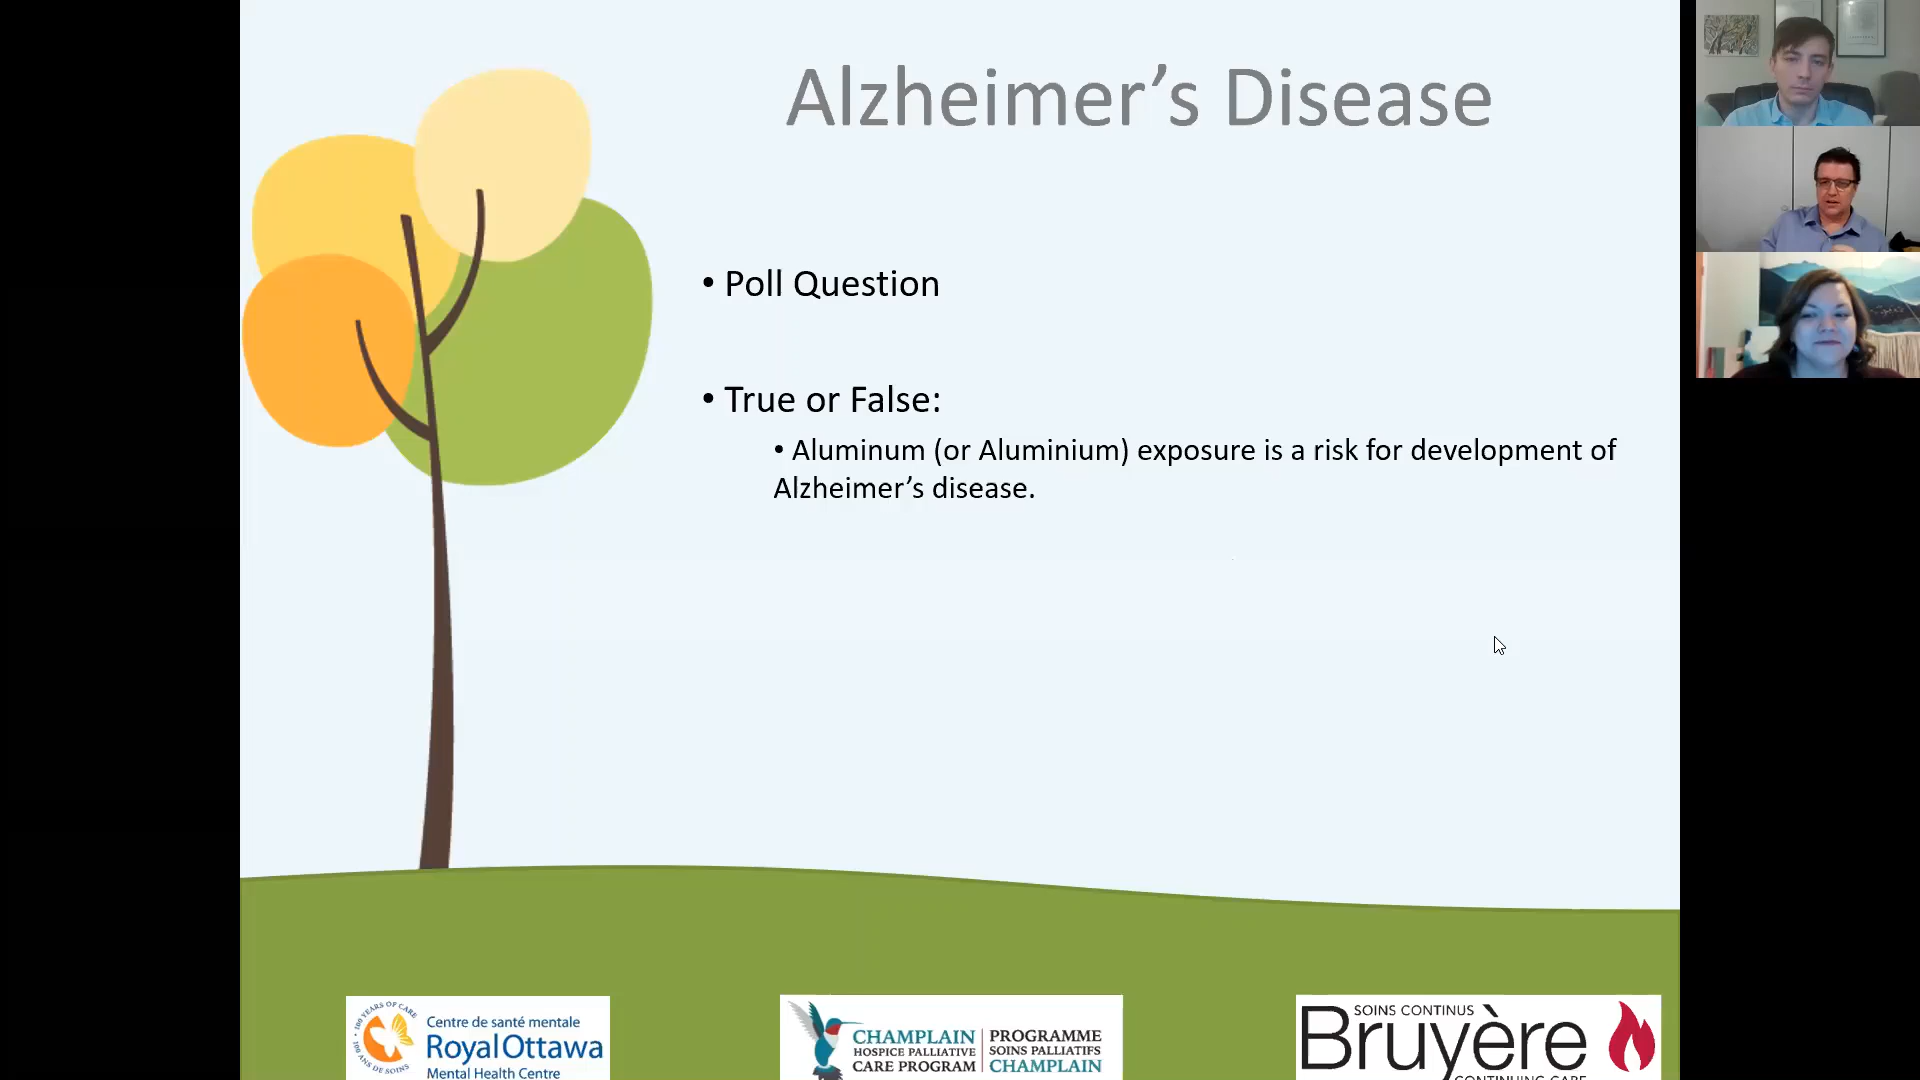 Alzheimer’s Disease
• Poll Question
• True or False:
• Aluminum (or Aluminium) exposure is a risk for development of
Alzheimer’s disease.
100 YEARS OF CARE
100 ANS DE SOINS
Centre de santé mentale
RoyalOttawa
Mental Health Centre
CHAMPLAIN
HOSPICE PALLIATIVE
CARE PROGRAM
PROGRAMME
SOINS PALLIATIFS
CHAMPLAIN
SOINS CONTINUS
Bruyère
CONTINUING CARE